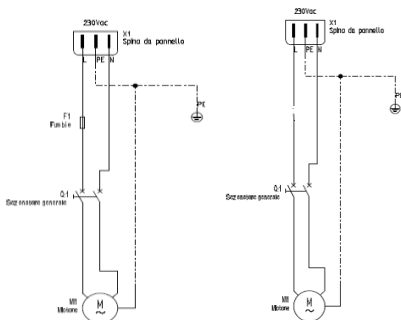 230Vac
X1
Spina da pannello
L PE N
PE
F1
Fusibile
Q1
Sezionatore generale
M1
Motore
M
~
230Vac
X1
Spina da pannello
L PE N
PE
Q1
Sezionatore generale
M1
Motore
M
~